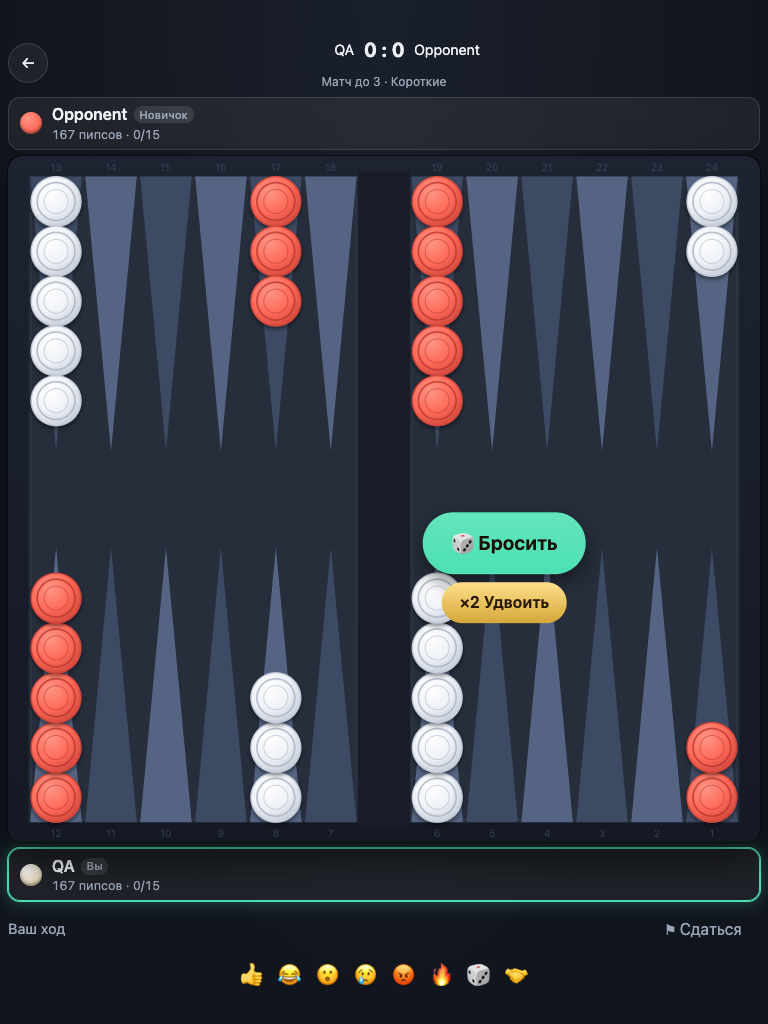 QA 0 : 0 Opponent
Матч до 3 · Короткие
Opponent Новичок
167 пипсов · 0/15
13 14 15 16 17 18 19 20 21 22 23 24
Бросить
×2 Удвоить
12 11 10 9 8 7 6 5 4 3 2 1
QA Вы
167 пипсов · 0/15
Ваш ход
Сдаться